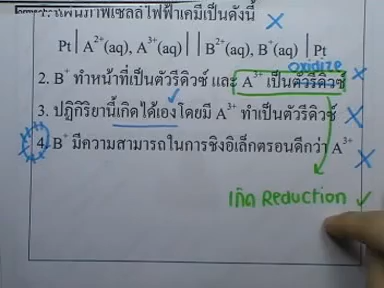 1. แผนภาพเซลล์ไฟฟ้าเคมีเป็นดังนี้
Pt | A²⁺(aq), A³⁺(aq) | | B²⁺(aq), B⁺(aq) | Pt
oxidize
2. B⁺ ทำหน้าที่เป็นตัวรีดิวซ์ และ A³⁺ เป็นตัวรีดิวซ์
3. ปฏิกิริยานี้เกิดได้เองโดยมี A³⁺ ทำเป็นตัวรีดิวซ์
4. B⁺ มีความสามารถในการชิงอิเล็กตรอนดีกว่า A³⁺
เกิด Reduction ✓